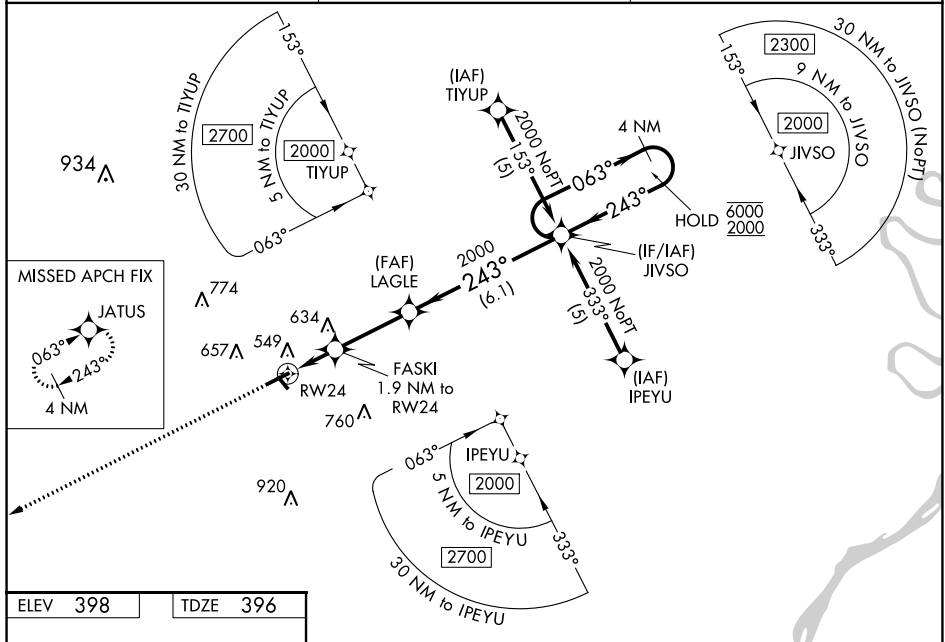 153°
30 NM to TIYUP
2700
5 NM to TIYUP
2000
TIYUP
063°
934
(IAF)
TIYUP
2000 NoPT
153°
(5)
4 NM
063°
243°
HOLD
6000
2000
(IF/IAF)
JIVSO
30 NM to JIVSO (NoPT)
2300
153°
9 NM to JIVSO
2000
JIVSO
333°
MISSED APCH FIX
JATUS
063°
243°
4 NM
774
(FAF)
LAGLE
2000
243°
(6.1)
2000 NoPT
333°
(5)
634
657
549
RW24
FASKI
1.9 NM to
RW24
760
(IAF)
IPEYU
920
063°
IPEYU
5 NM to IPEYU
2000
333°
2700
30 NM to IPEYU
ELEV 398
TDZE 396